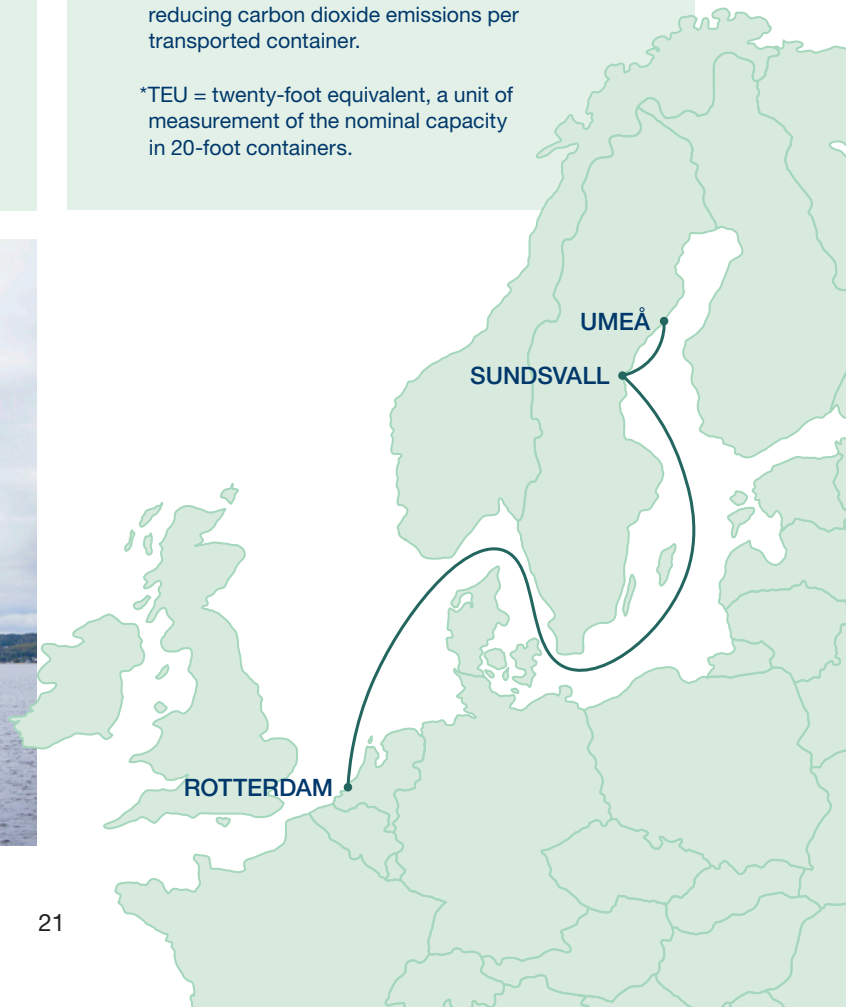 reducing carbon dioxide emissions per
transported container.
*TEU = twenty-foot equivalent, a unit of
measurement of the nominal capacity
in 20-foot containers.
UMEÅ
SUNDSVALL
ROTTERDAM
21